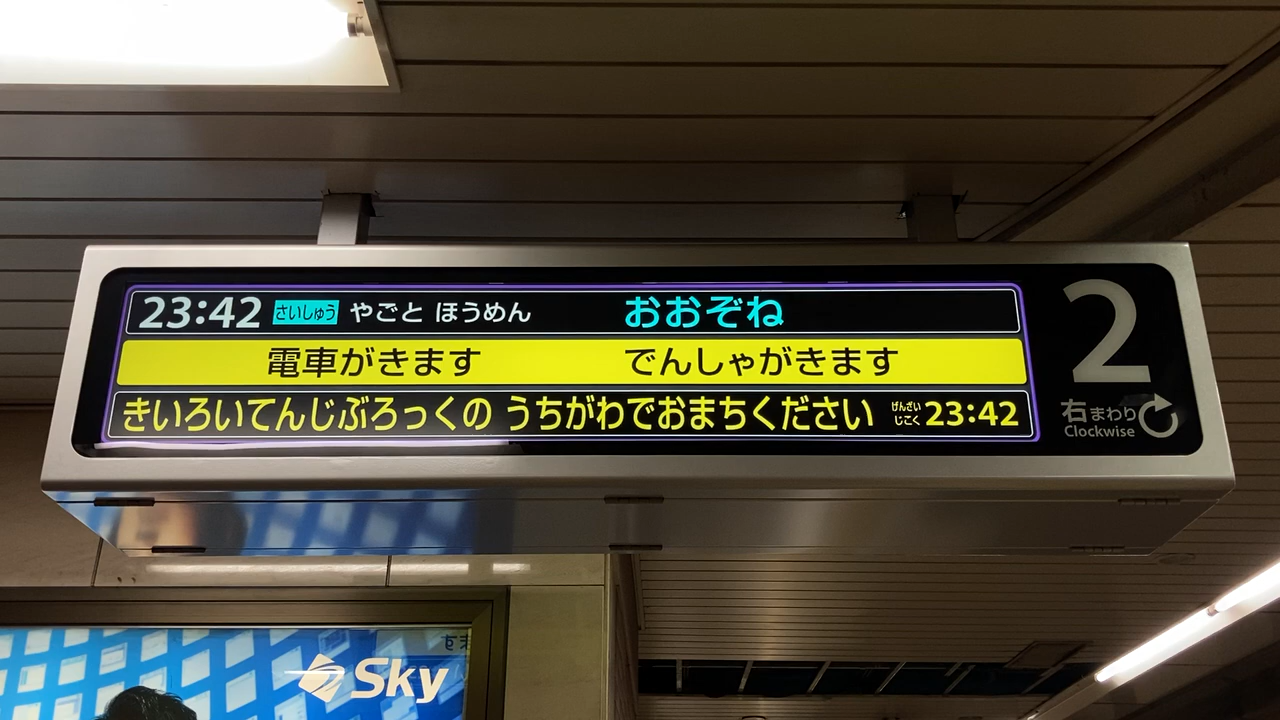 23:42 さいしゅう やごと ほうめん おおぞね
電車がきます でんしゃがきます
きいろいてんじぶろっくの うちがわでおまちください げんざいじこく 23:42
2
右まわり
Clockwise
Sky